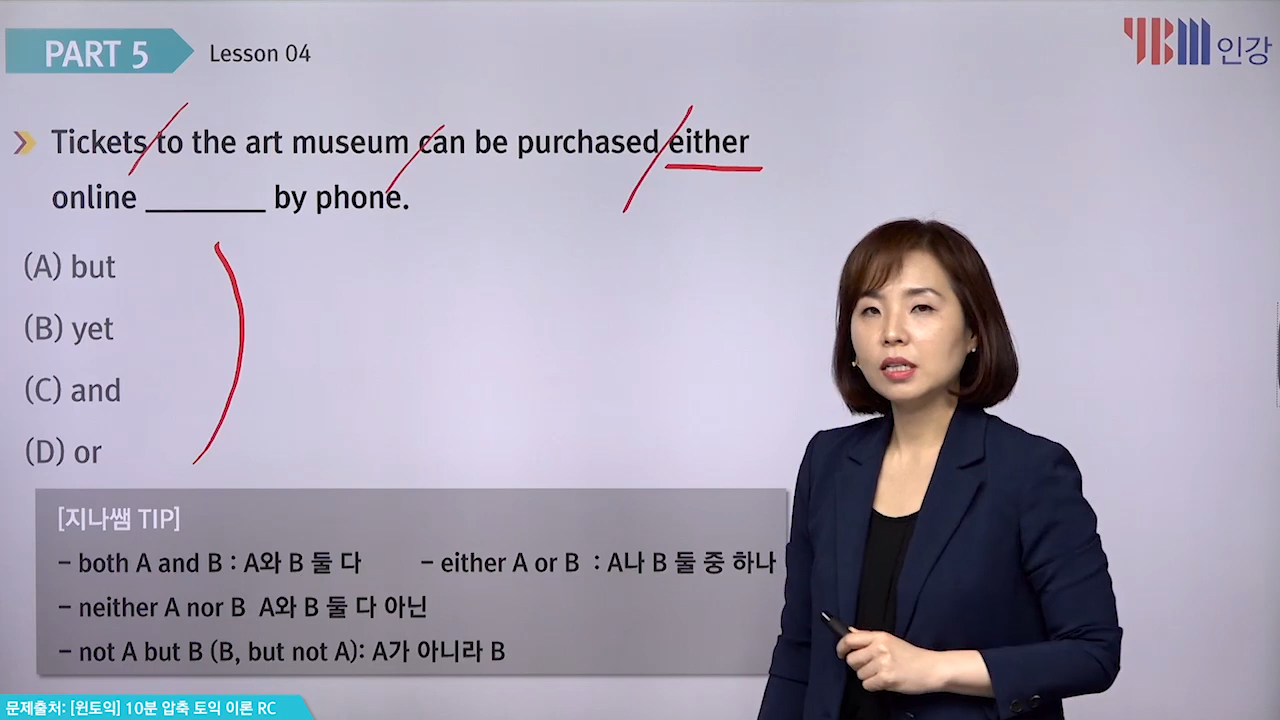 PART 5
Lesson 04
YBM 인강
Tickets to the art museum can be purchased either
online ________ by phone.
(A) but
(B) yet
(C) and
(D) or
[지나쌤 TIP]
– both A and B : A와 B 둘 다 – either A or B : A나 B 둘 중 하나
– neither A nor B A와 B 둘 다 아닌
– not A but B (B, but not A): A가 아니라 B
문제출처: [윈토익] 10분 압축 토익 이론 RC